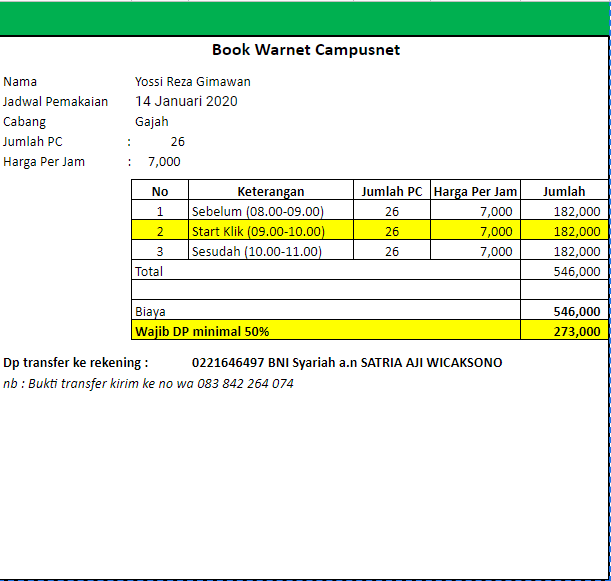 Book Warnet Campusnet
Nama Yossi Reza Gimawan
Jadwal Pemakaian 14 Januari 2020
Cabang Gajah
Jumlah PC : 26
Harga Per Jam : 7,000
No Keterangan Jumlah PC Harga Per Jam Jumlah
1 Sebelum (08.00-09.00) 26 7,000 182,000
2 Start Klik (09.00-10.00) 26 7,000 182,000
3 Sesudah (10.00-11.00) 26 7,000 182,000
Total 546,000
Biaya 546,000
Wajib DP minimal 50% 273,000
Dp transfer ke rekening : 0221646497 BNI Syariah a.n SATRIA AJI WICAKSONO
nb : Bukti transfer kirim ke no wa 083 842 264 074